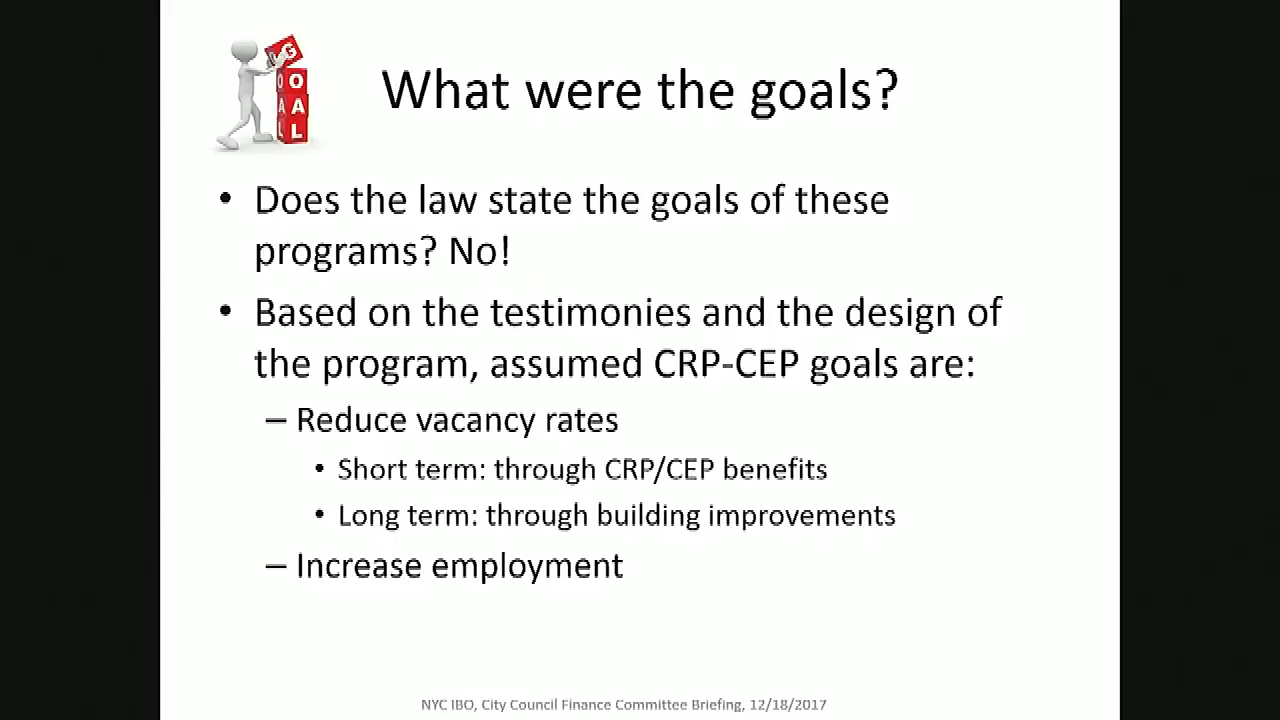 G
O
A
L
What were the goals?
• Does the law state the goals of these
programs? No!
• Based on the testimonies and the design of
the program, assumed CRP-CEP goals are:
– Reduce vacancy rates
• Short term: through CRP/CEP benefits
• Long term: through building improvements
– Increase employment
NYC IBO, City Council Finance Committee Briefing, 12/18/2017